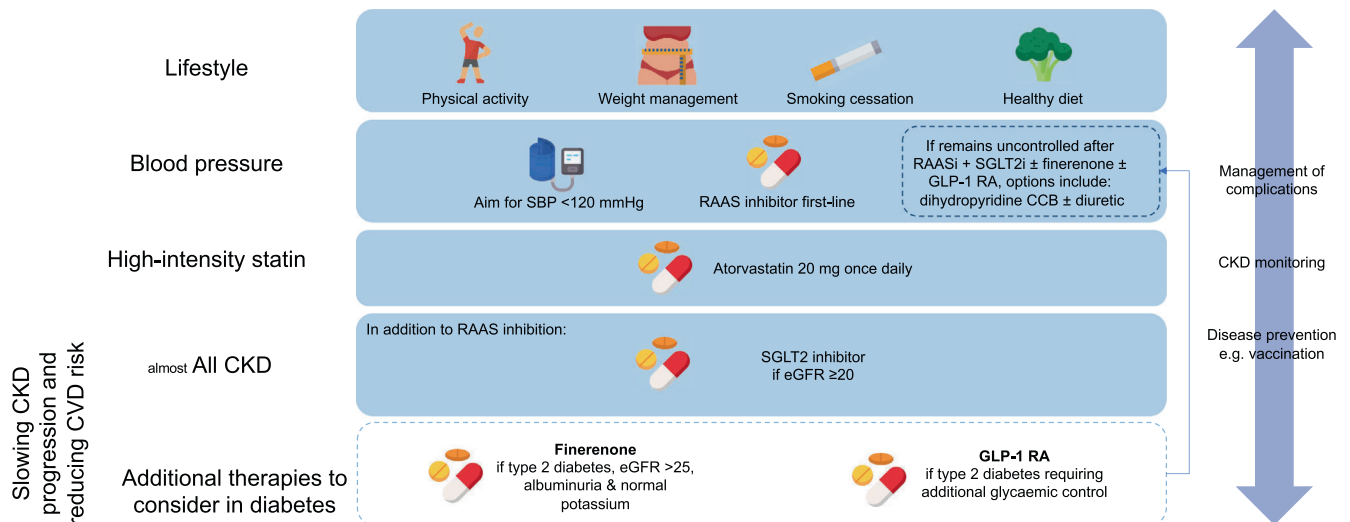 Lifestyle
Physical activity
Weight management
Smoking cessation
Healthy diet
Blood pressure
Aim for SBP <120 mmHg
RAAS inhibitor first-line
If remains uncontrolled after
RAASi + SGLT2i ± finerenone ±
GLP-1 RA, options include:
dihydropyridine CCB ± diuretic
High-intensity statin
Atorvastatin 20 mg once daily
almost All CKD
In addition to RAAS inhibition:
SGLT2 inhibitor
if eGFR ≥20
Slowing CKD
progression and
reducing CVD risk
Additional therapies to
consider in diabetes
Finerenone
if type 2 diabetes, eGFR >25,
albuminuria & normal
potassium
GLP-1 RA
if type 2 diabetes requiring
additional glycaemic control
Management of
complications
CKD monitoring
Disease prevention
e.g. vaccination